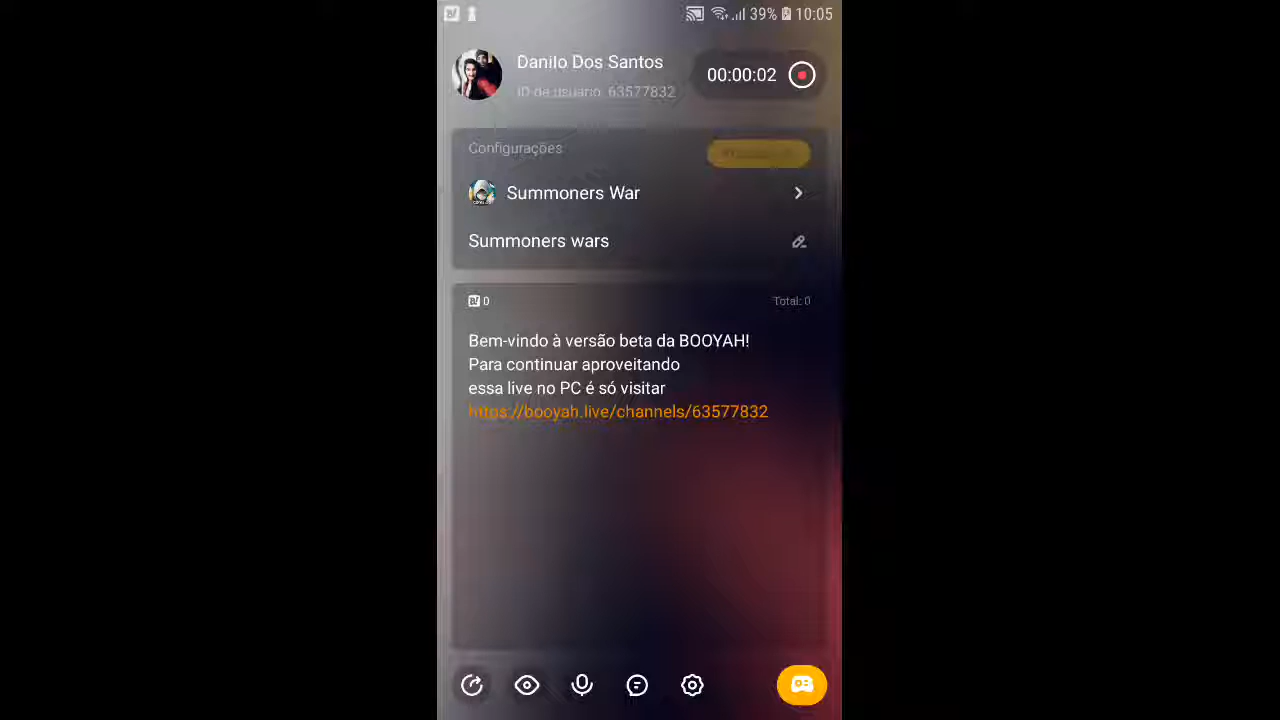 39% 10:05
Danilo Dos Santos
00:00:02
ID de usuário: 63577832
Configurações
Summoners War
Summoners wars
0
Total: 0
Bem-vindo à versão beta da BOOYAH!
Para continuar aproveitando
essa live no PC é só visitar
https://booyah.live/channels/63577832